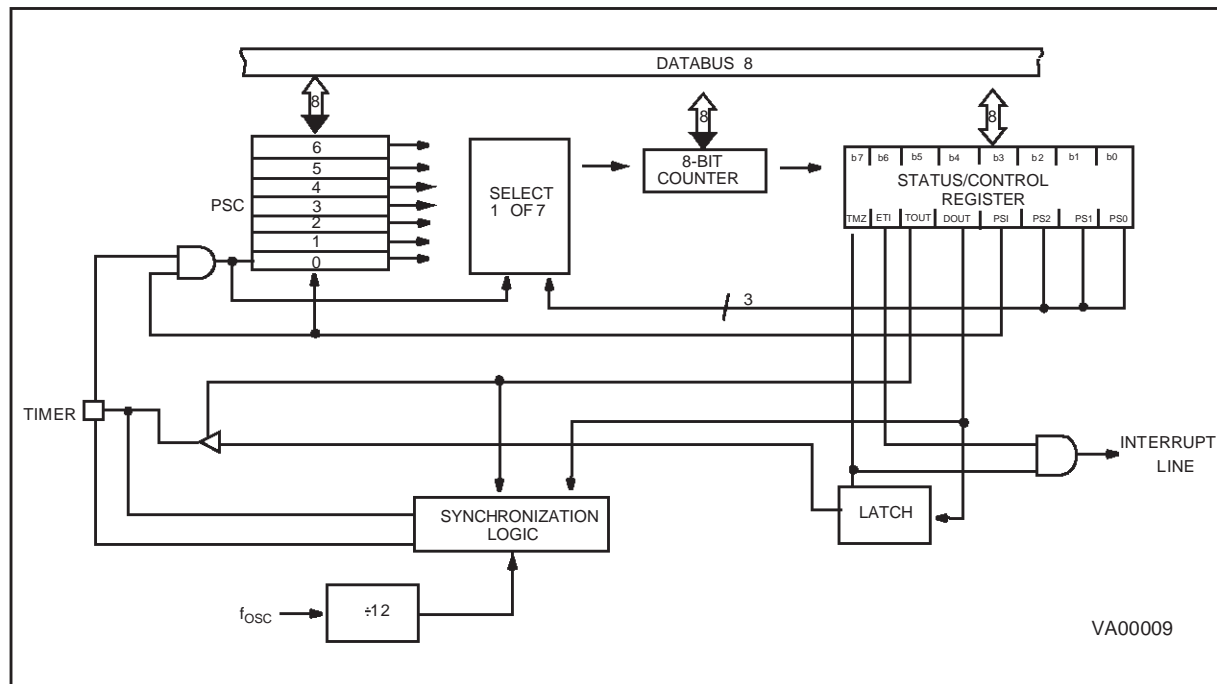 DATABUS 8
8
8
8
6
5
4
3
2
1
0
PSC
SELECT
1 OF 7
8-BIT
COUNTER
b7 b6 b5 b4 b3 b2 b1 b0
STATUS/CONTROL
REGISTER
TMZ ETI TOUT DOUT PSI PS2 PS1 PS0
3
TIMER
INTERRUPT
LINE
SYNCHRONIZATION
LOGIC
LATCH
fOSC
÷12
VA00009